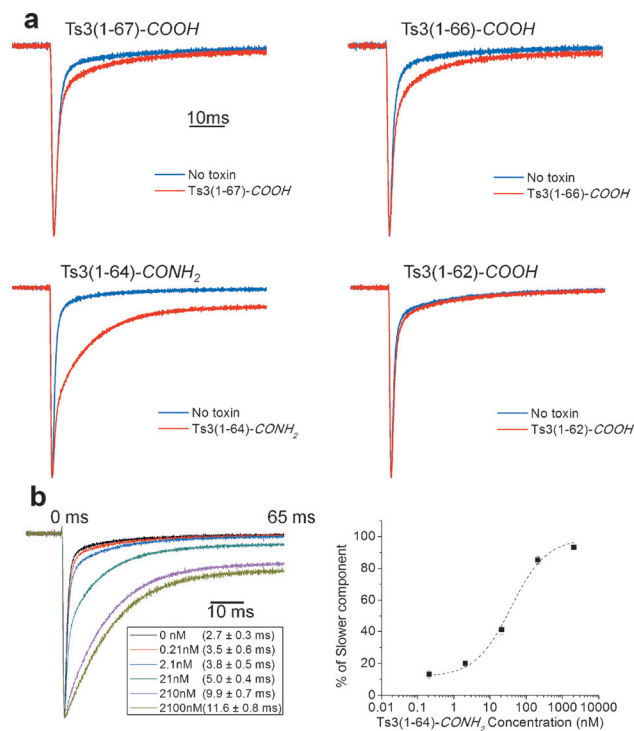 a
Ts3(1-67)-COOH
Ts3(1-66)-COOH
10ms
No toxin
Ts3(1-67)-COOH
No toxin
Ts3(1-66)-COOH
Ts3(1-64)-CONH₂
Ts3(1-62)-COOH
No toxin
Ts3(1-64)-CONH₂
No toxin
Ts3(1-62)-COOH
b
0 ms
65 ms
10 ms
0 nM (2.7 ± 0.3 ms)
0.21nM (3.5 ± 0.6 ms)
2.1nM (3.8 ± 0.5 ms)
21nM (5.0 ± 0.4 ms)
210nM (9.9 ± 0.7 ms)
2100nM (11.6 ± 0.8 ms)
% of Slower component
100
80
60
40
20
0
0.01 0.1 1 10 100 1000 10000
Ts3(1-64)-CONH₂ Concentration (nM)